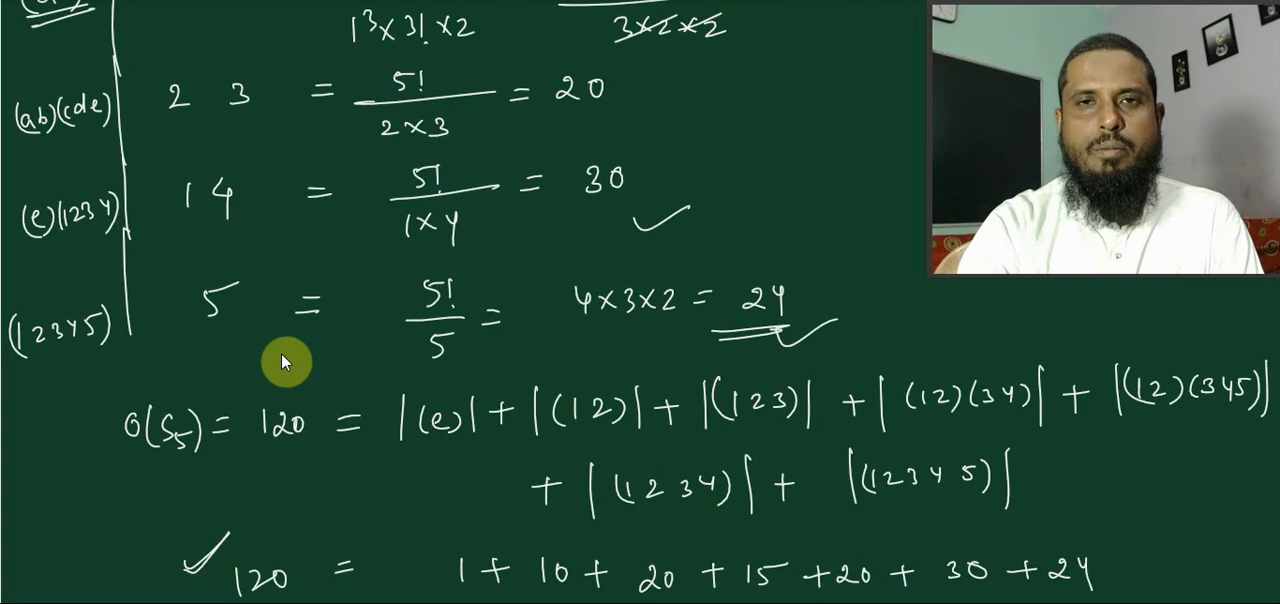 1³ × 3! × 2    3×2×2
(ab)(cde)  2 3 = 5!/(2×3) = 20
(e)(1234)  1 4 = 5!/(1×4) = 30 ✓
(12345)  5 = 5!/5 = 4×3×2 = 24 ✓
O(S₅) = 120 = |(e)| + |(12)| + |(123)| + |(12)(34)| + |(12)(345)|
+ |(1234)| + |(12345)|
✓ 120 = 1 + 10 + 20 + 15 + 20 + 30 + 24